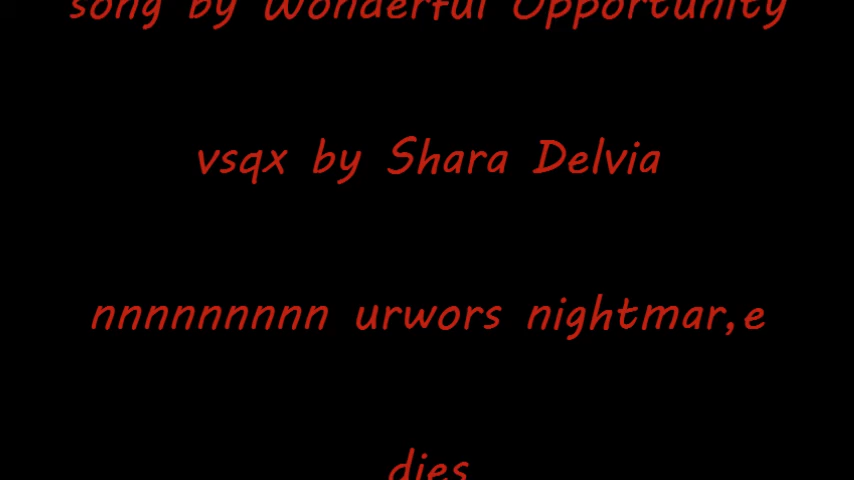 song by Wonderful Opportunity
vsqx by Shara Delvia
nnnnnnnnn urwors nightmar,e
dies